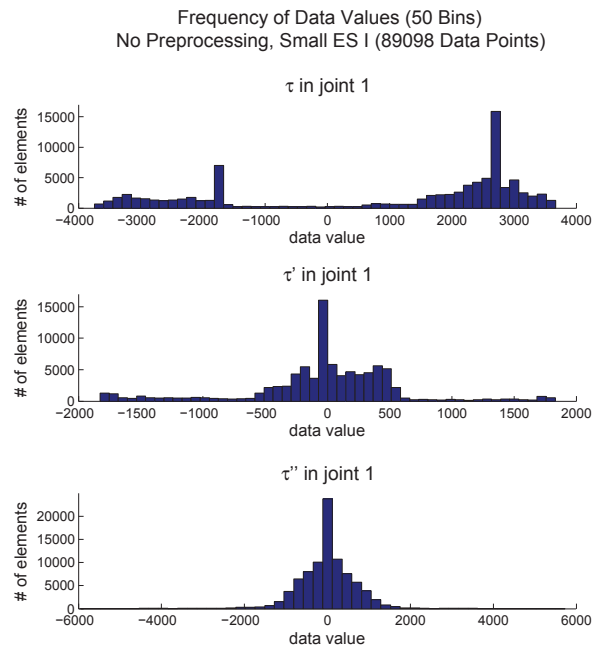 Frequency of Data Values (50 Bins)
No Preprocessing, Small ES I (89098 Data Points)
τ in joint 1
15000
10000
5000
0
# of elements
−4000 −3000 −2000 −1000 0 1000 2000 3000 4000
data value
τ' in joint 1
15000
10000
5000
0
# of elements
−2000 −1500 −1000 −500 0 500 1000 1500 2000
data value
τ'' in joint 1
20000
15000
10000
5000
0
# of elements
−6000 −4000 −2000 0 2000 4000 6000
data value